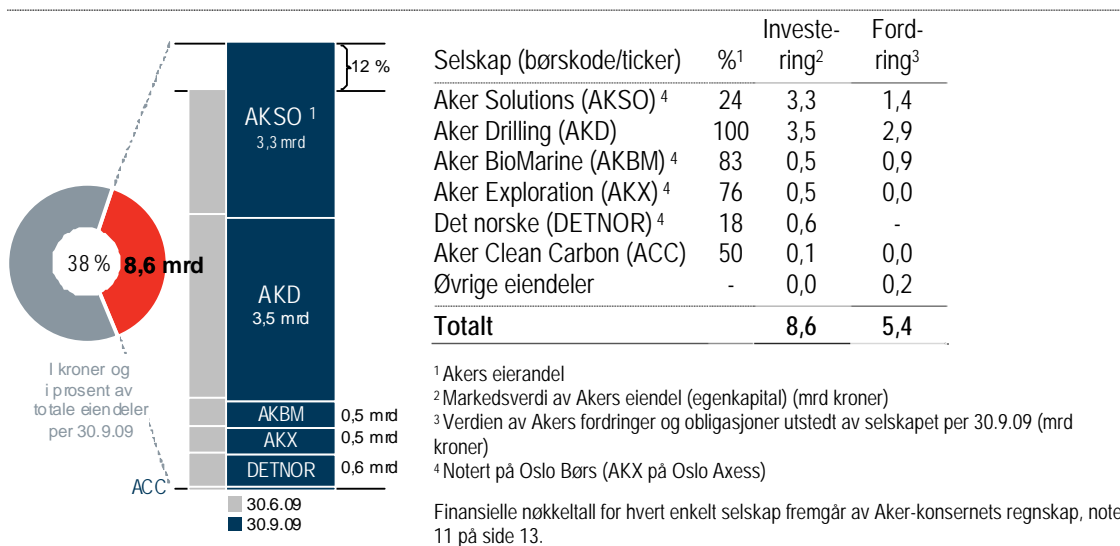 12 %
AKSO ¹
3,3 mrd
38 % 8,6 mrd
AKD
3,5 mrd
I kroner og
i prosent av
totale eiendeler
per 30.9.09
AKBM 0,5 mrd
AKX 0,5 mrd
DETNOR 0,6 mrd
ACC
30.6.09
30.9.09
Investe- Ford-
Selskap (børskode/ticker) %¹ ring² ring³
Aker Solutions (AKSO) ⁴ 24 3,3 1,4
Aker Drilling (AKD) 100 3,5 2,9
Aker BioMarine (AKBM) ⁴ 83 0,5 0,9
Aker Exploration (AKX) ⁴ 76 0,5 0,0
Det norske (DETNOR) ⁴ 18 0,6 -
Aker Clean Carbon (ACC) 50 0,1 0,0
Øvrige eiendeler - 0,0 0,2
Totalt 8,6 5,4
¹ Akers eierandel
² Markedsverdi av Akers eiendel (egenkapital) (mrd kroner)
³ Verdien av Akers fordringer og obligasjoner utstedt av selskapet per 30.9.09 (mrd
kroner)
⁴ Notert på Oslo Børs (AKX på Oslo Axess)
Finansielle nøkkeltall for hvert enkelt selskap fremgår av Aker-konsernets regnskap, note
11 på side 13.